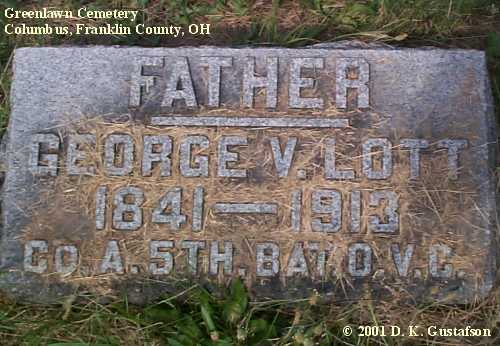 Greenlawn Cemetery
Columbus, Franklin County, OH
FATHER
GEORGE V. LOTT
1841 — 1913
CO. A. 5TH. BAT. O. V. C.
© 2001 D. K. Gustafson